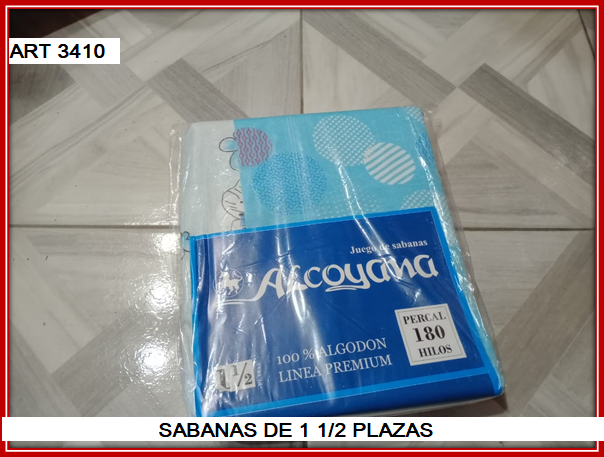 ART 3410
Juego de sabanas
Alcoyana
100 % ALGODON
LINEA PREMIUM
PERCAL
180
HILOS
1 1/2
SABANAS DE 1 1/2 PLAZAS